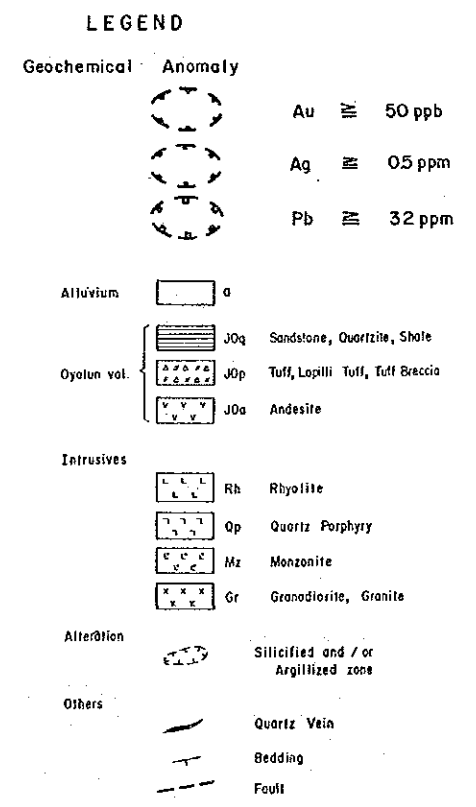 LEGEND
Geochemical Anomaly
Au ≧ 50 ppb
Ag ≧ 0.5 ppm
Pb ≧ 32 ppm
Alluvium a
JOq Sandstone, Quartzite, Shale
Oyalun vol. JOp Tuff, Lapilli Tuff, Tuff Breccia
JOa Andesite
Intrusives
Rh Rhyolite
Qp Quartz Porphyry
Mz Monzonite
Gr Granodiorite, Granite
Alteration
Silicified and / or
Argillized zone
Others
Quartz Vein
Bedding
Fault